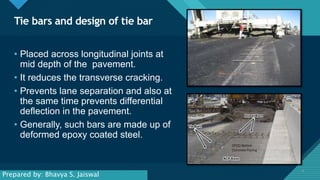 Tie bars and design of tie bar
• Placed across longitudinal joints at
mid depth of the pavement.
• It reduces the transverse cracking.
• Prevents lane separation and also at
the same time prevents differential
deflection in the pavement.
• Generally, such bars are made up of
deformed epoxy coated steel.
Prepared by: Bhavya S. Jaiswal